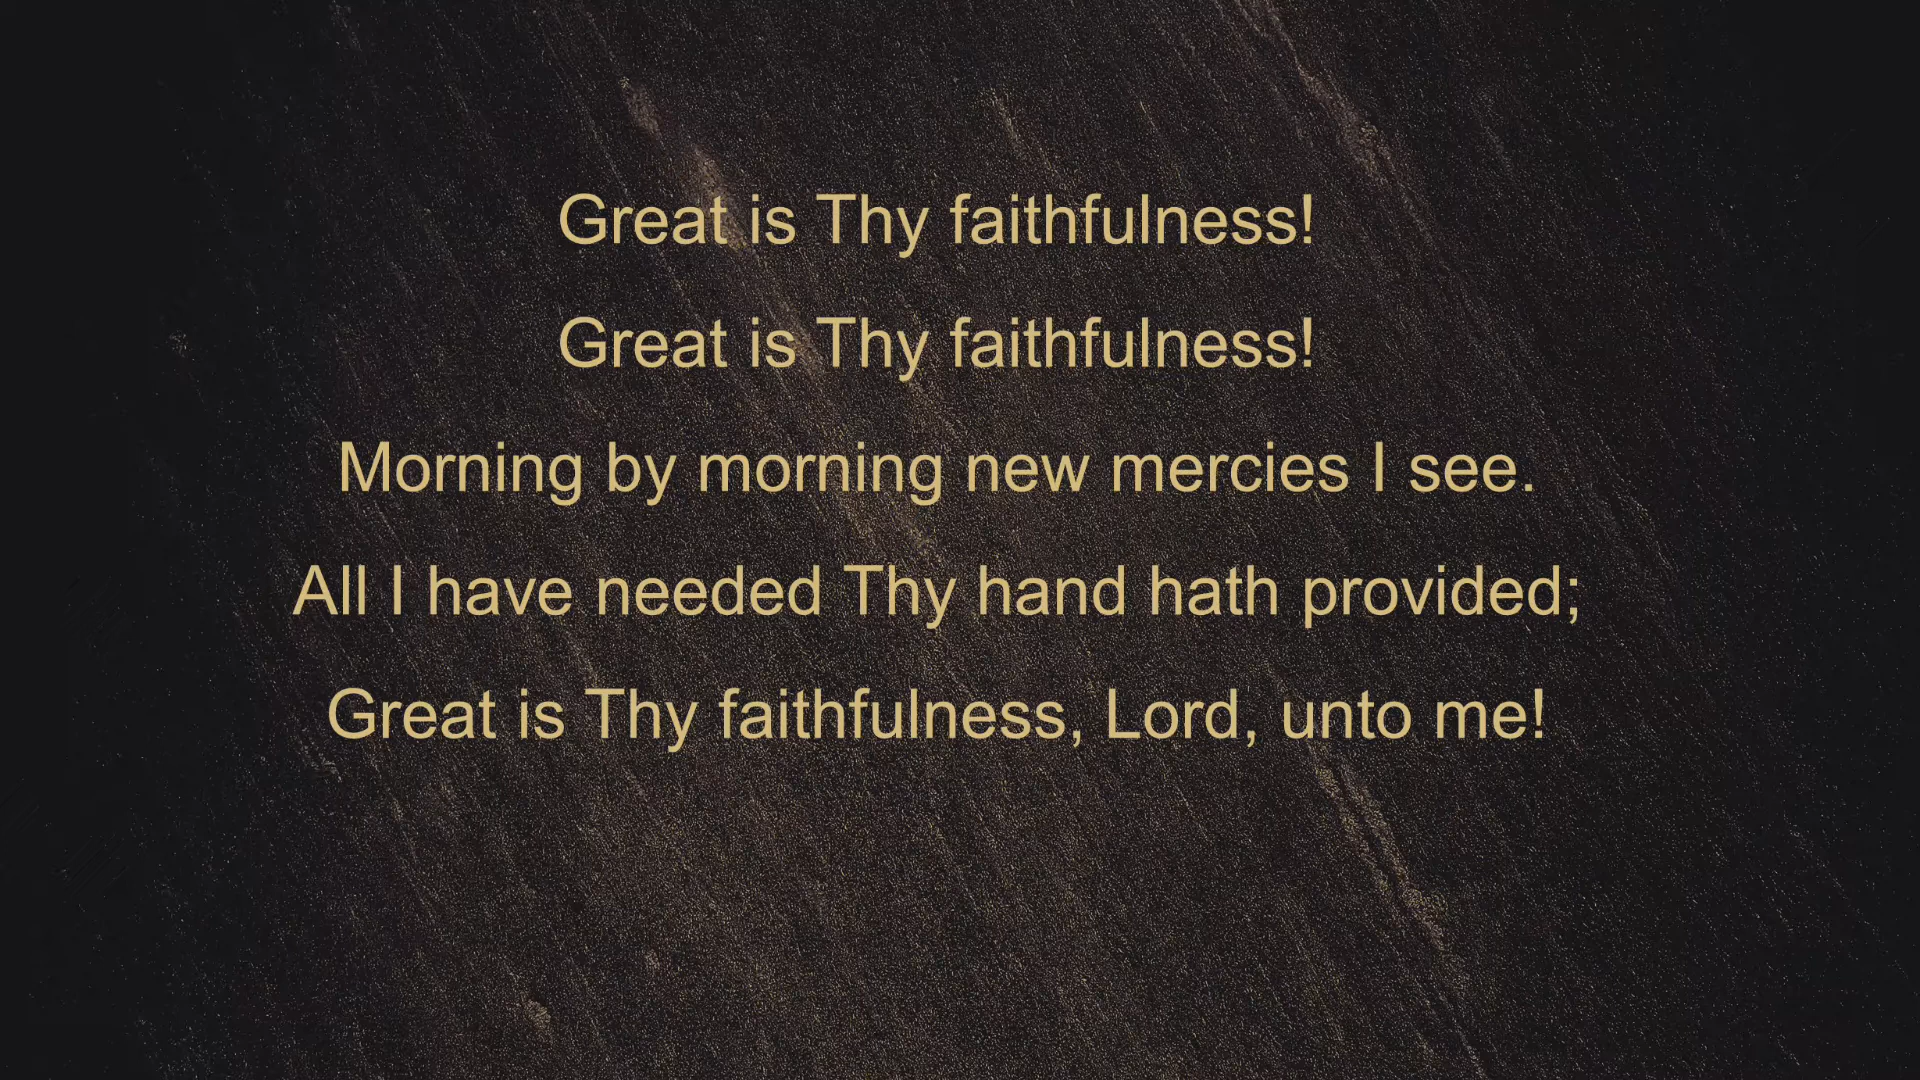 Great is Thy faithfulness!
Great is Thy faithfulness!
Morning by morning new mercies I see.
All I have needed Thy hand hath provided;
Great is Thy faithfulness, Lord, unto me!